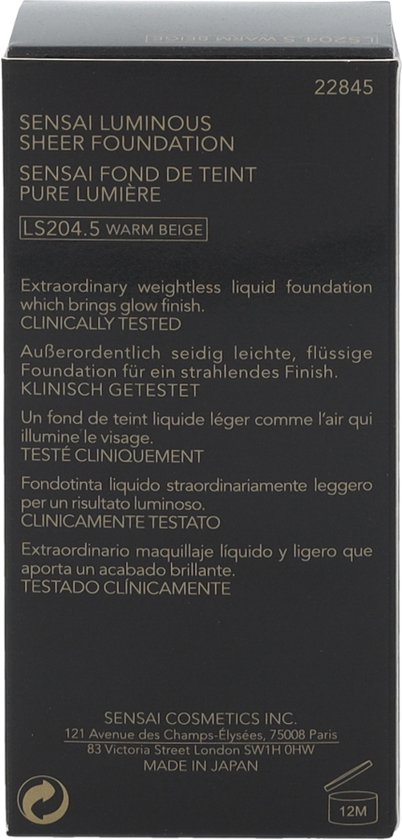 LS204.5 WARM BEIGE
22845
SENSAI LUMINOUS
SHEER FOUNDATION
SENSAI FOND DE TEINT
PURE LUMIÈRE
LS204.5 WARM BEIGE
Extraordinary weightless liquid foundation
which brings glow finish.
CLINICALLY TESTED
Außerordentlich seidig leichte, flüssige
Foundation für ein strahlendes Finish.
KLINISCH GETESTET
Un fond de teint liquide léger comme l'air qui
illumine le visage.
TESTÉ CLINIQUEMENT
Fondotinta liquido straordinariamente leggero
per un risultato luminoso.
CLINICAMENTE TESTATO
Extraordinario maquillaje líquido y ligero que
aporta un acabado brillante.
TESTADO CLÍNICAMENTE
SENSAI COSMETICS INC.
121 Avenue des Champs-Élysées, 75008 Paris
83 Victoria Street London SW1H 0HW
MADE IN JAPAN
12M